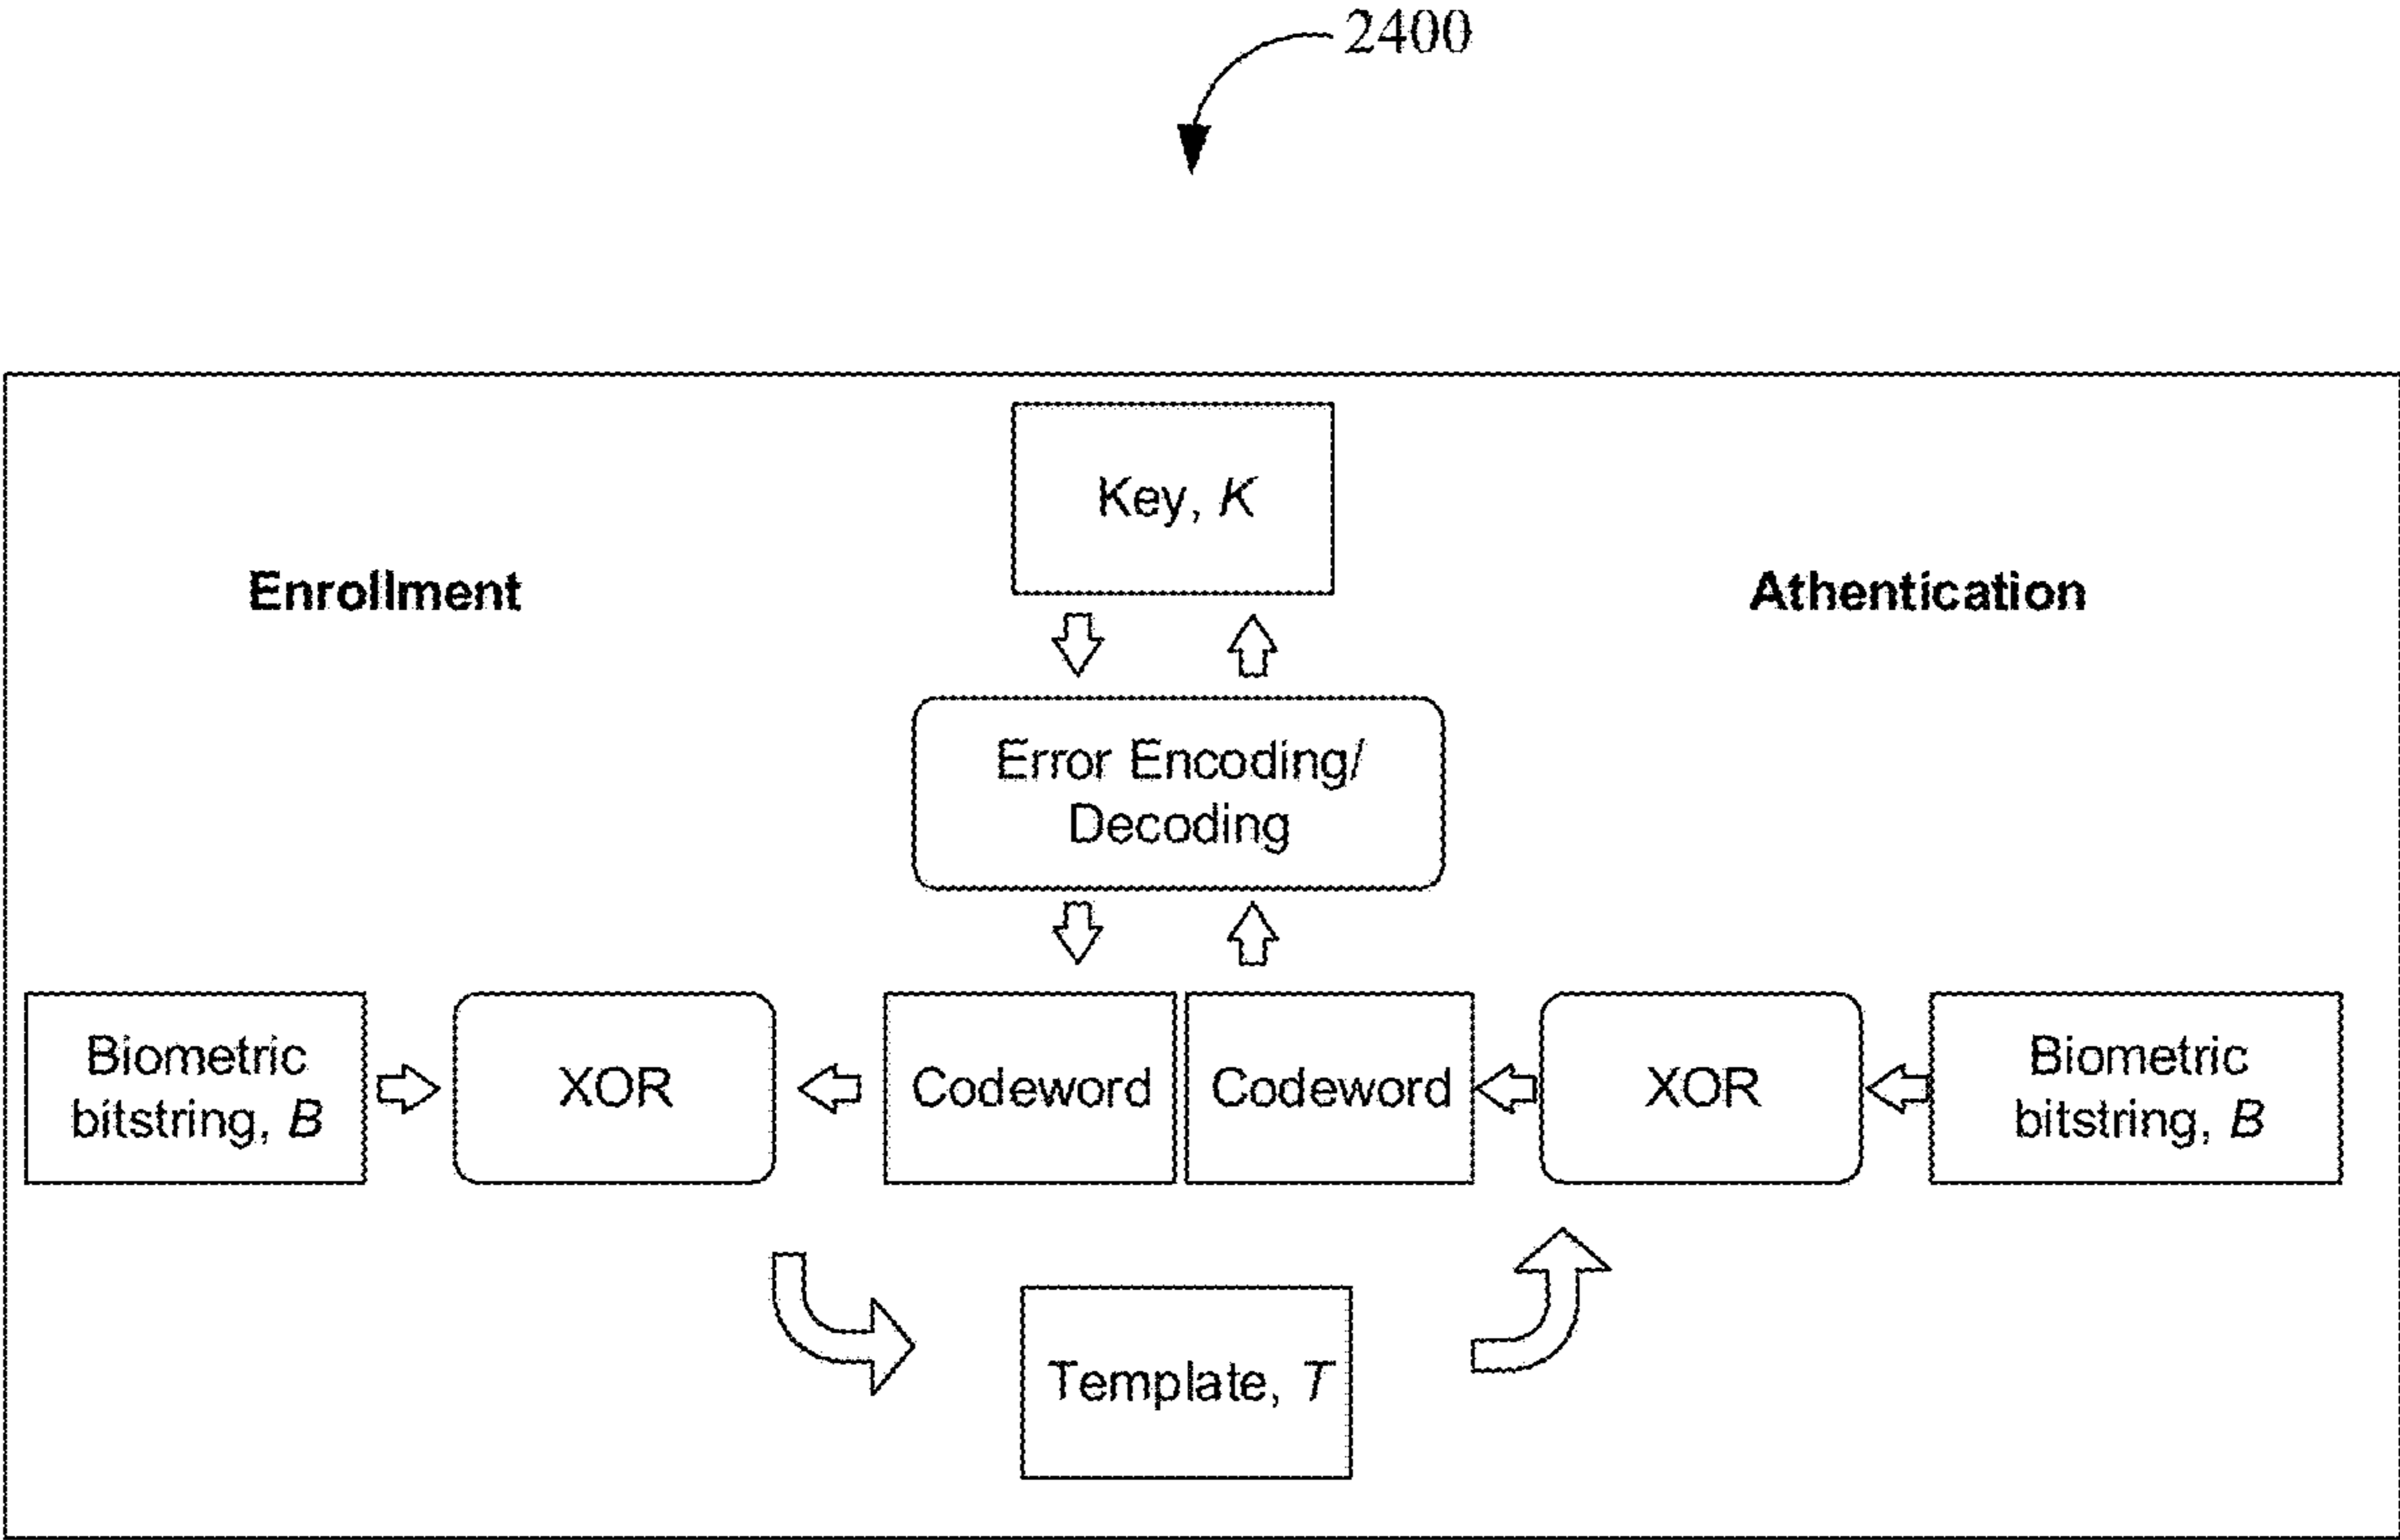 2400
Key, K
Enrollment
Athentication
Error Encoding/
Decoding
Biometric
bitstring, B
XOR
Codeword
Codeword
XOR
Biometric
bitstring, B
Template, T